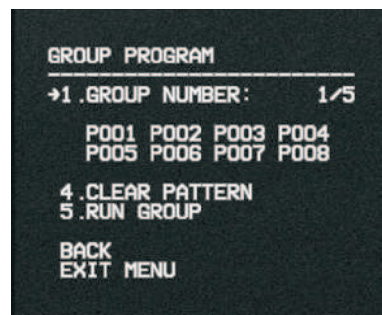 GROUP PROGRAM
→1.GROUP NUMBER: 1/5
P001 P002 P003 P004
P005 P006 P007 P008
4.CLEAR PATTERN
5.RUN GROUP
BACK
EXIT MENU